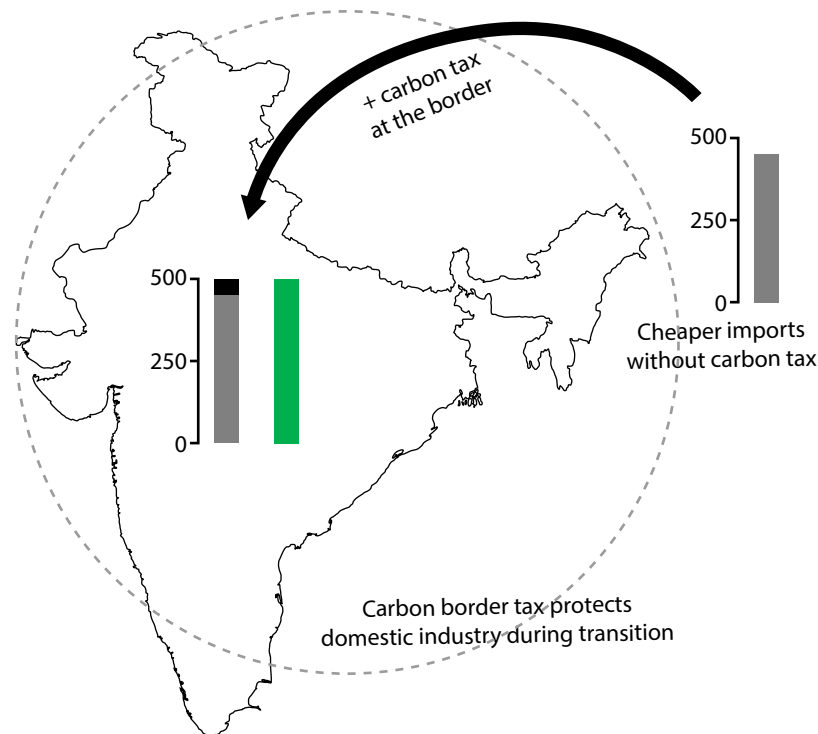 + carbon tax
at the border
500
250
0
Cheaper imports
without carbon tax
500
250
0
Carbon border tax protects
domestic industry during transition